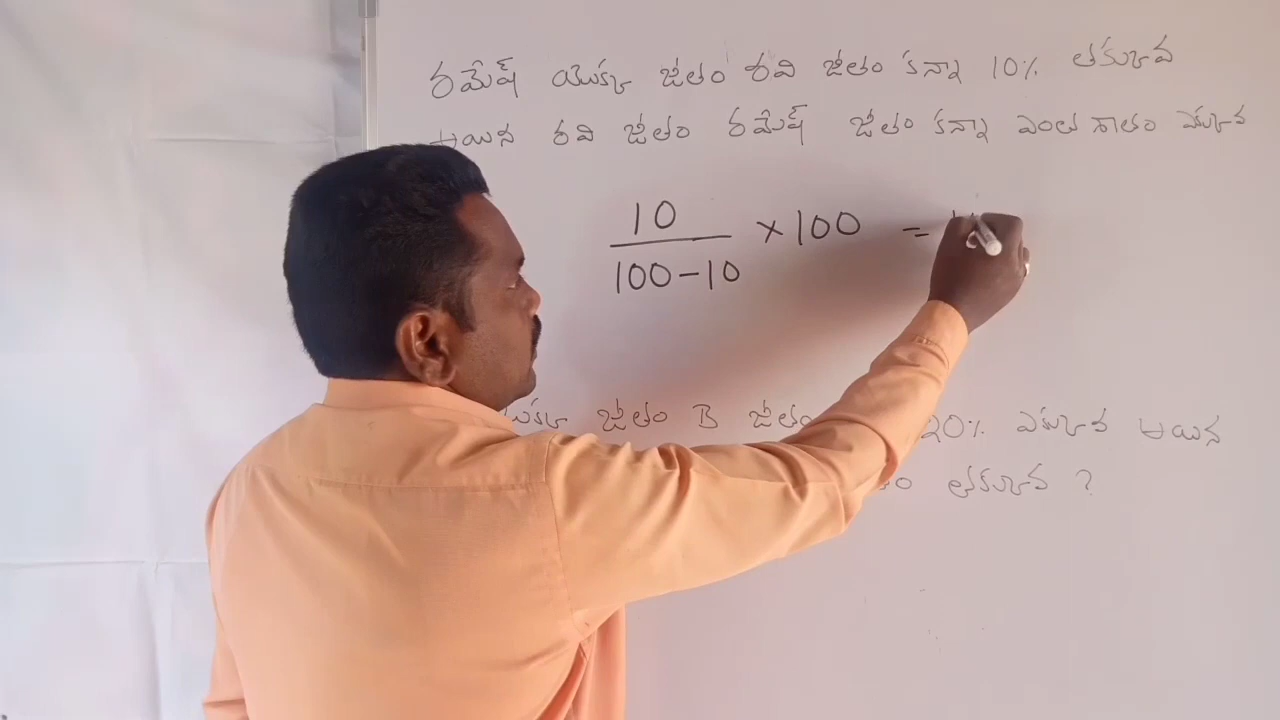 రమేష్ యొక్క జీతం రవి జీతం కన్నా 10% తక్కువ
అయిన రవి జీతం రమేష్ జీతం కన్నా ఎంత శాతం ఎక్కువ
10
100-10
× 100 =
జీతం B జీతం 20% ఎక్కువ అయిన
తక్కువ ?